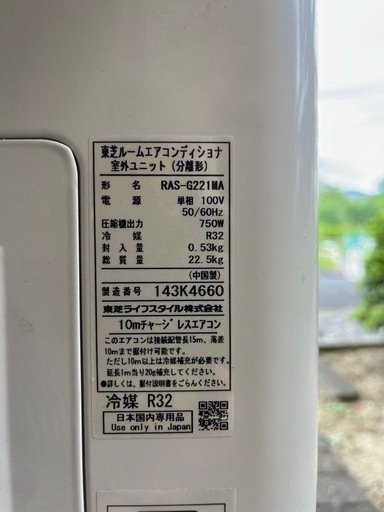 東芝ルームエアコンディショナ
室外ユニット(分離形)
形 名 RAS-G221MA
電 源 単相 100V
50/60Hz
圧縮機出力 750W
冷 媒 R32
封 入 量 0.53kg
総 質 量 22.5kg
(中国製)
製造番号 143K4660
東芝ライフスタイル株式会社
10mチャージレスエアコン
このエアコンは接続配管長15m、落差
10mまで据付け可能です。
ただし10m以上は冷媒補充が必要です。
延長1m当り20g補充してください。
●詳しくは、据付説明書をごらんください。
冷媒 R32
日本国内専用品
Use only in Japan